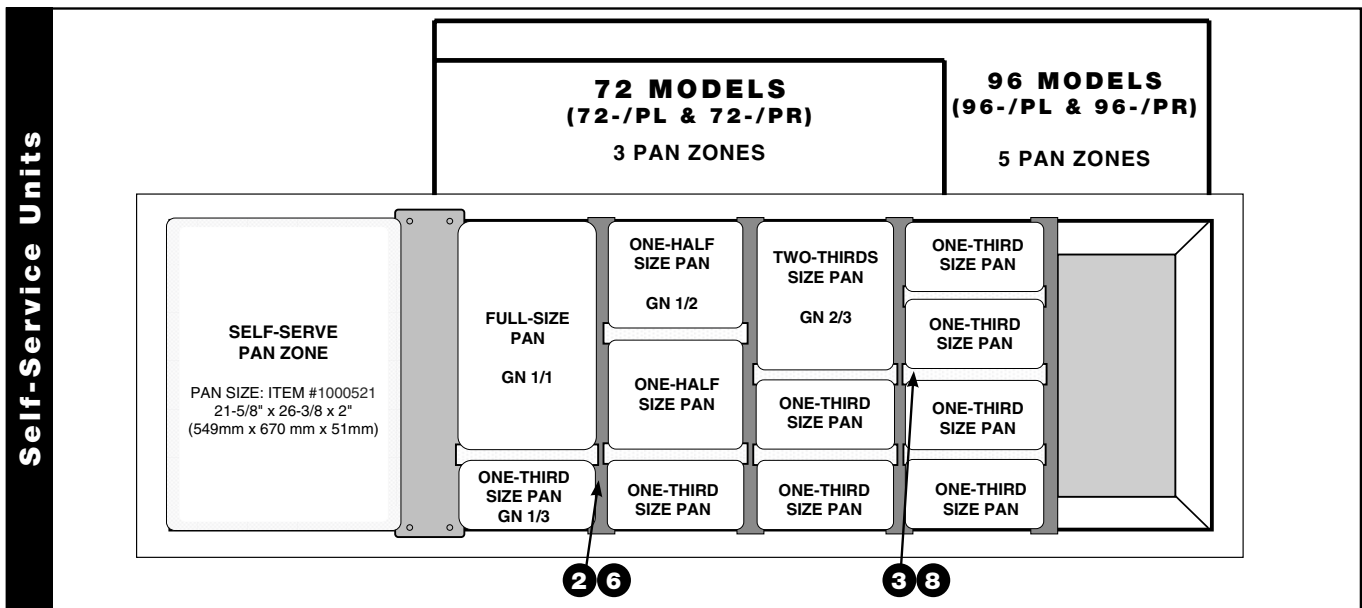 Self-Service Units
72 MODELS
(72-/PL & 72-/PR)
3 PAN ZONES
96 MODELS
(96-/PL & 96-/PR)
5 PAN ZONES
SELF-SERVE
PAN ZONE
PAN SIZE: ITEM #1000521
21-5/8" x 26-3/8 x 2"
(549mm x 670 mm x 51mm)
FULL-SIZE
PAN
GN 1/1
ONE-THIRD
SIZE PAN
GN 1/3
ONE-HALF
SIZE PAN
GN 1/2
ONE-HALF
SIZE PAN
ONE-THIRD
SIZE PAN
TWO-THIRDS
SIZE PAN
GN 2/3
ONE-THIRD
SIZE PAN
ONE-THIRD
SIZE PAN
ONE-THIRD
SIZE PAN
ONE-THIRD
SIZE PAN
ONE-THIRD
SIZE PAN
ONE-THIRD
SIZE PAN
2 6
3 8